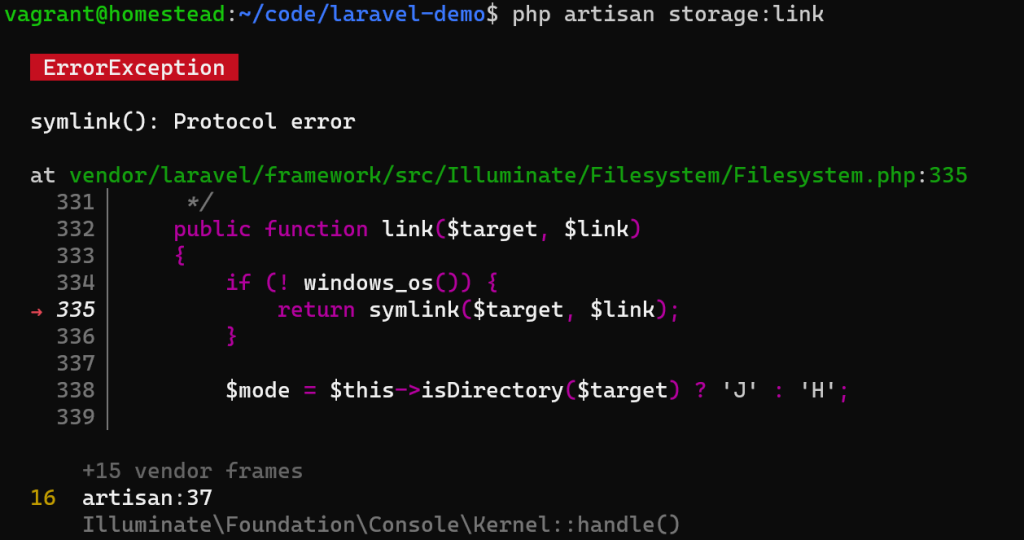 vagrant@homestead:~/code/laravel-demo$ php artisan storage:link
ErrorException
symlink(): Protocol error
at vendor/laravel/framework/src/Illuminate/Filesystem/Filesystem.php:335
331 */
332 public function link($target, $link)
333 {
334 if (! windows_os()) {
→ 335 return symlink($target, $link);
336 }
337
338 $mode = $this->isDirectory($target) ? 'J' : 'H';
339
+15 vendor frames
16 artisan:37
Illuminate\Foundation\Console\Kernel::handle()